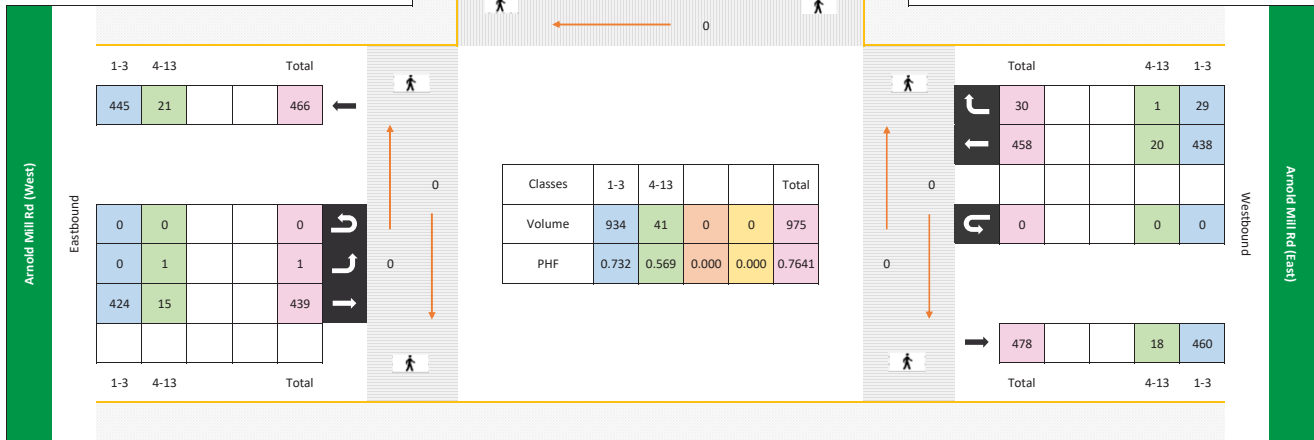 0
1-3 4-13 Total
445 21 466
Total 4-13 1-3
30 1 29
458 20 438
0 0 0
478 18 460
Total 4-13 1-3
Arnold Mill Rd (West)
Eastbound
0 0 0
0 1 1
424 15 439
1-3 4-13 Total
0
0
Classes 1-3 4-13 Total
Volume 934 41 0 0 975
PHF 0.732 0.569 0.000 0.000 0.7641
0
0
Westbound
Arnold Mill Rd (East)